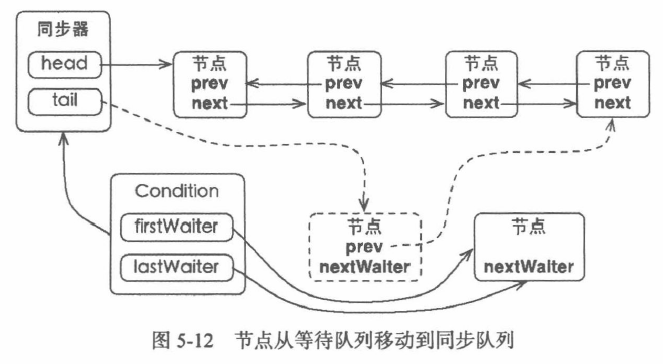 同步器
head
tail
节点
prev
next
节点
prev
next
节点
prev
next
节点
prev
next
Condition
firstWaiter
lastWaiter
节点
prev
nextWaiter
节点
nextWaiter
图 5-12 节点从等待队列移动到同步队列